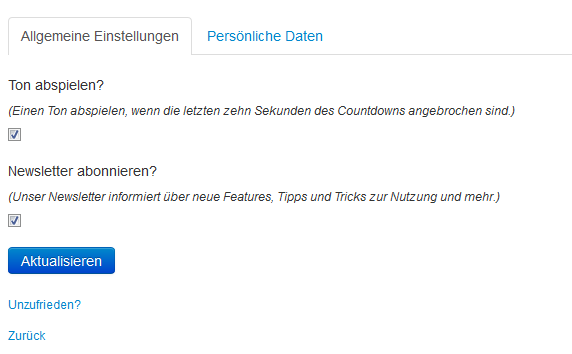 Allgemeine Einstellungen Persönliche Daten
Ton abspielen?
(Einen Ton abspielen, wenn die letzten zehn Sekunden des Countdowns angebrochen sind.)
Newsletter abonnieren?
(Unser Newsletter informiert über neue Features, Tipps und Tricks zur Nutzung und mehr.)
Aktualisieren
Unzufrieden?
Zurück